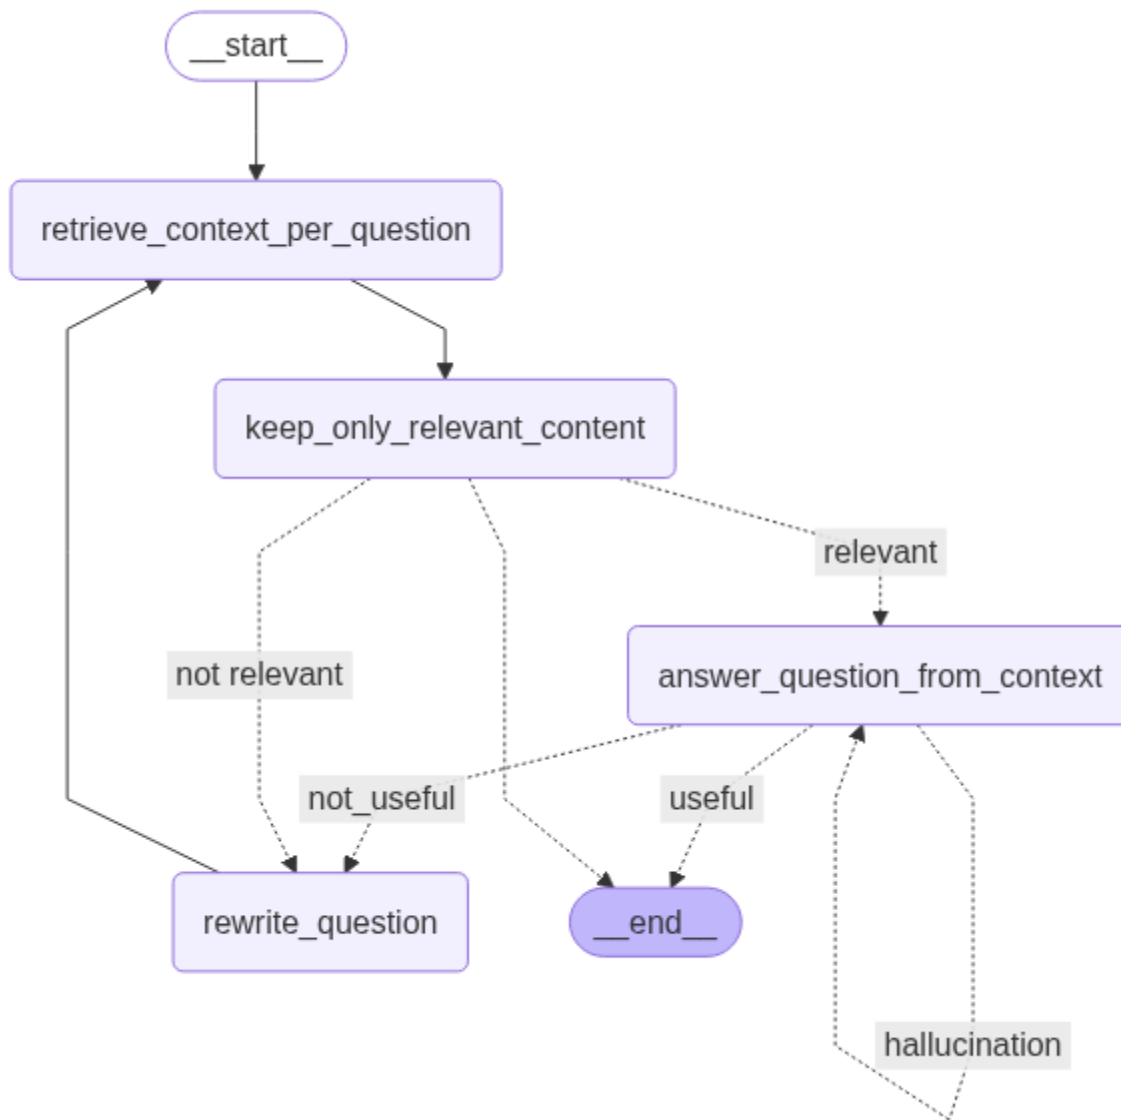 __start__
retrieve_context_per_question
keep_only_relevant_content
relevant
not relevant
answer_question_from_context
not_useful
useful
rewrite_question
__end__
hallucination